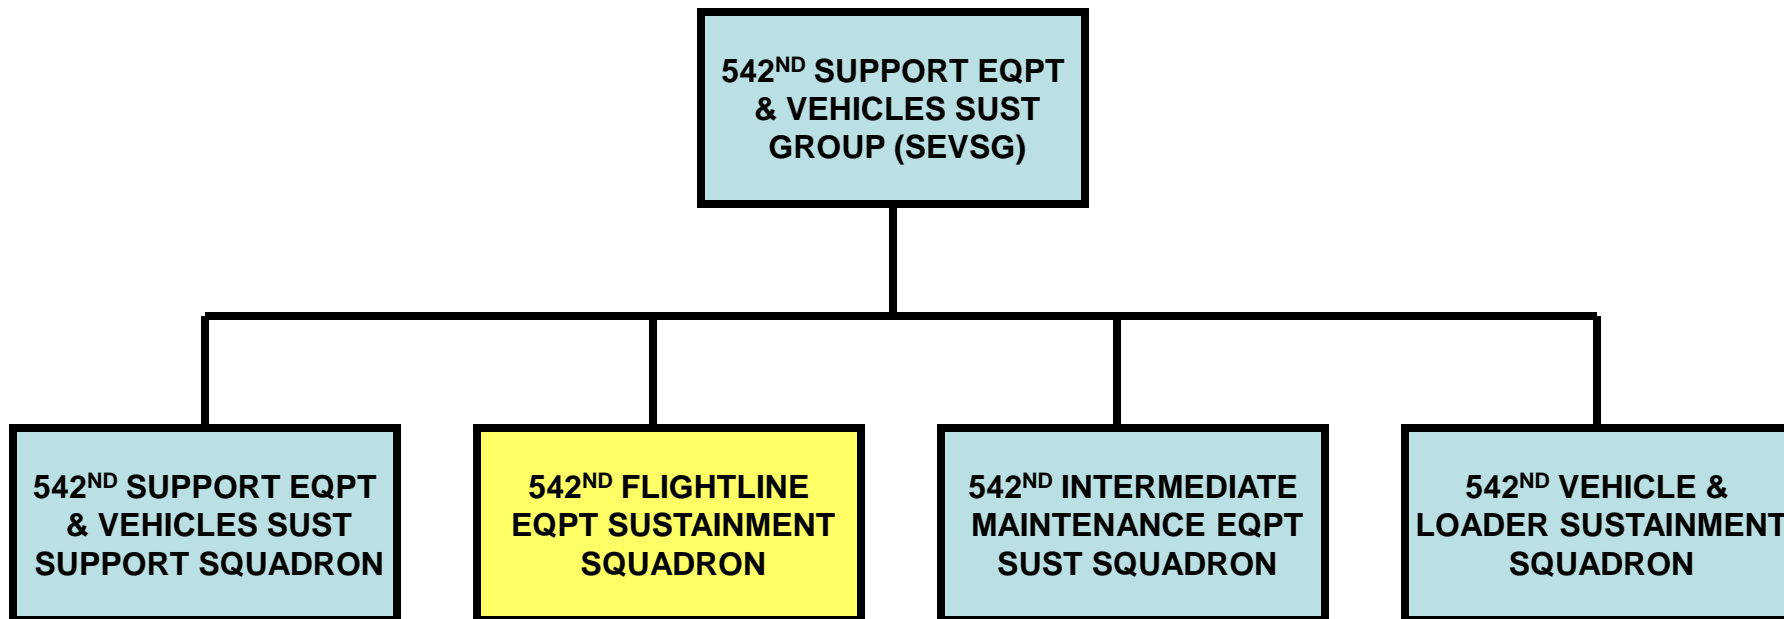 542ND SUPPORT EQPT
& VEHICLES SUST
GROUP (SEVSG)
542ND SUPPORT EQPT
& VEHICLES SUST
SUPPORT SQUADRON
542ND FLIGHTLINE
EQPT SUSTAINMENT
SQUADRON
542ND INTERMEDIATE
MAINTENANCE EQPT
SUST SQUADRON
542ND VEHICLE &
LOADER SUSTAINMENT
SQUADRON